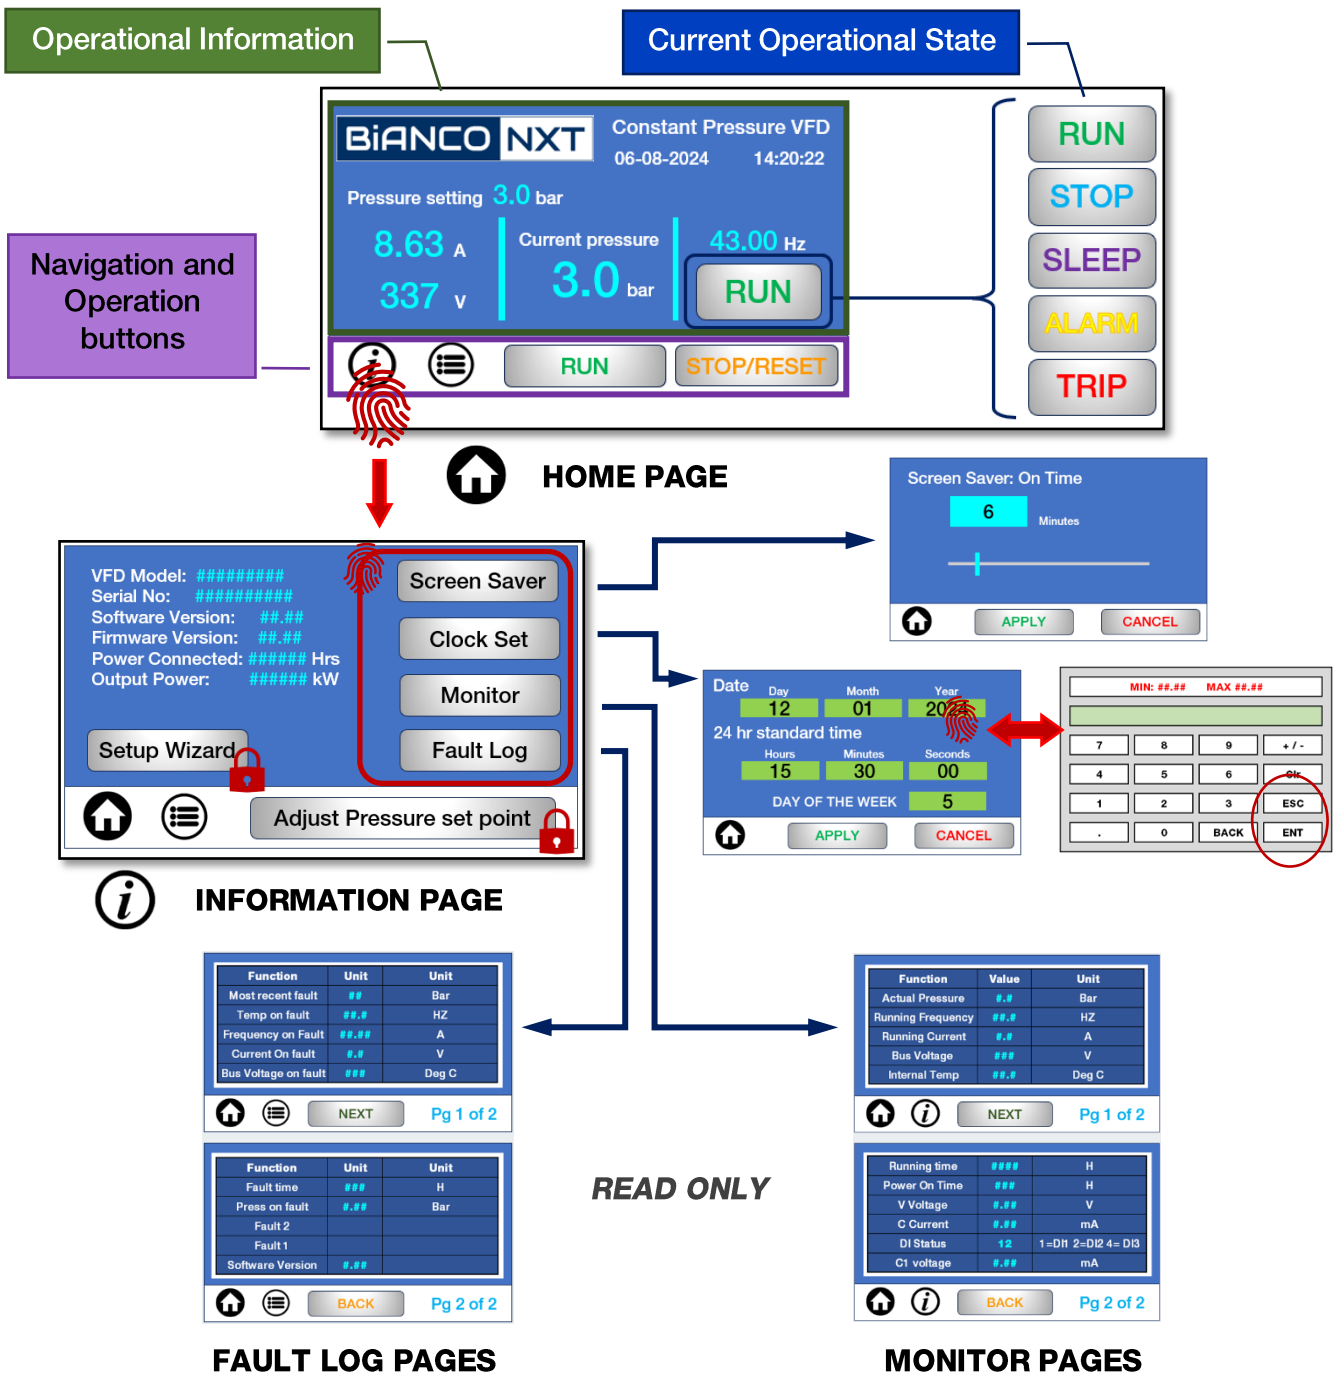 Operational Information
Current Operational State
BiANCO NXT
Constant Pressure VFD
06-08-2024 14:20:22
Pressure setting 3.0 bar
8.63 A
337 V
Current pressure
3.0 bar
43.00 Hz
RUN
RUN
STOP
SLEEP
ALARM
TRIP
Navigation and
Operation
buttons
i
RUN
STOP/RESET
HOME PAGE
Screen Saver: On Time
6
Minutes
APPLY
CANCEL
VFD Model: #########
Serial No: ##########
Software Version: ##.##
Firmware Version: ##.##
Power Connected: ###### Hrs
Output Power: ###### kW
Screen Saver
Clock Set
Monitor
Fault Log
Setup Wizard
Adjust Pressure set point
i
INFORMATION PAGE
Date
Day Month Year
12 01 2024
24 hr standard time
Hours Minutes Seconds
15 30 00
DAY OF THE WEEK 5
APPLY
CANCEL
MIN: ##.## MAX ##.##
7 8 9 + / -
4 5 6 Clr
1 2 3 ESC
. 0 BACK ENT
Function Unit Unit
Most recent fault ## Bar
Temp on fault ##.# HZ
Frequency on Fault ##.## A
Current On fault #.# V
Bus Voltage on fault ### Deg C
NEXT
Pg 1 of 2
Function Unit Unit
Fault time ### H
Press on fault #.## Bar
Fault 2
Fault 1
Software Version #.##
BACK
Pg 2 of 2
FAULT LOG PAGES
READ ONLY
Function Value Unit
Actual Pressure #.# Bar
Running Frequency ##.# HZ
Running Current #.# A
Bus Voltage ### V
Internal Temp ##.# Deg C
i
NEXT
Pg 1 of 2
Running time #### H
Power On Time ### H
V Voltage #.## V
C Current #.## mA
DI Status 12 1=DI1 2=DI2 4= DI3
C1 voltage #.## mA
i
BACK
Pg 2 of 2
MONITOR PAGES